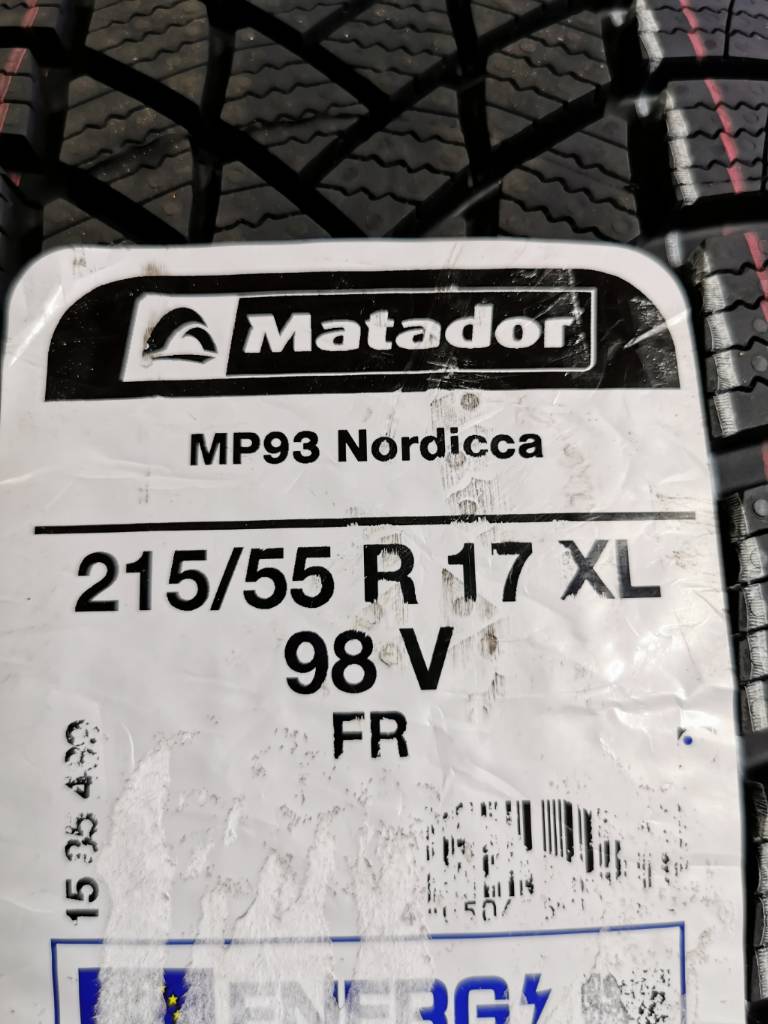 Matador
MP93 Nordicca
215/55 R 17 XL
98 V
FR